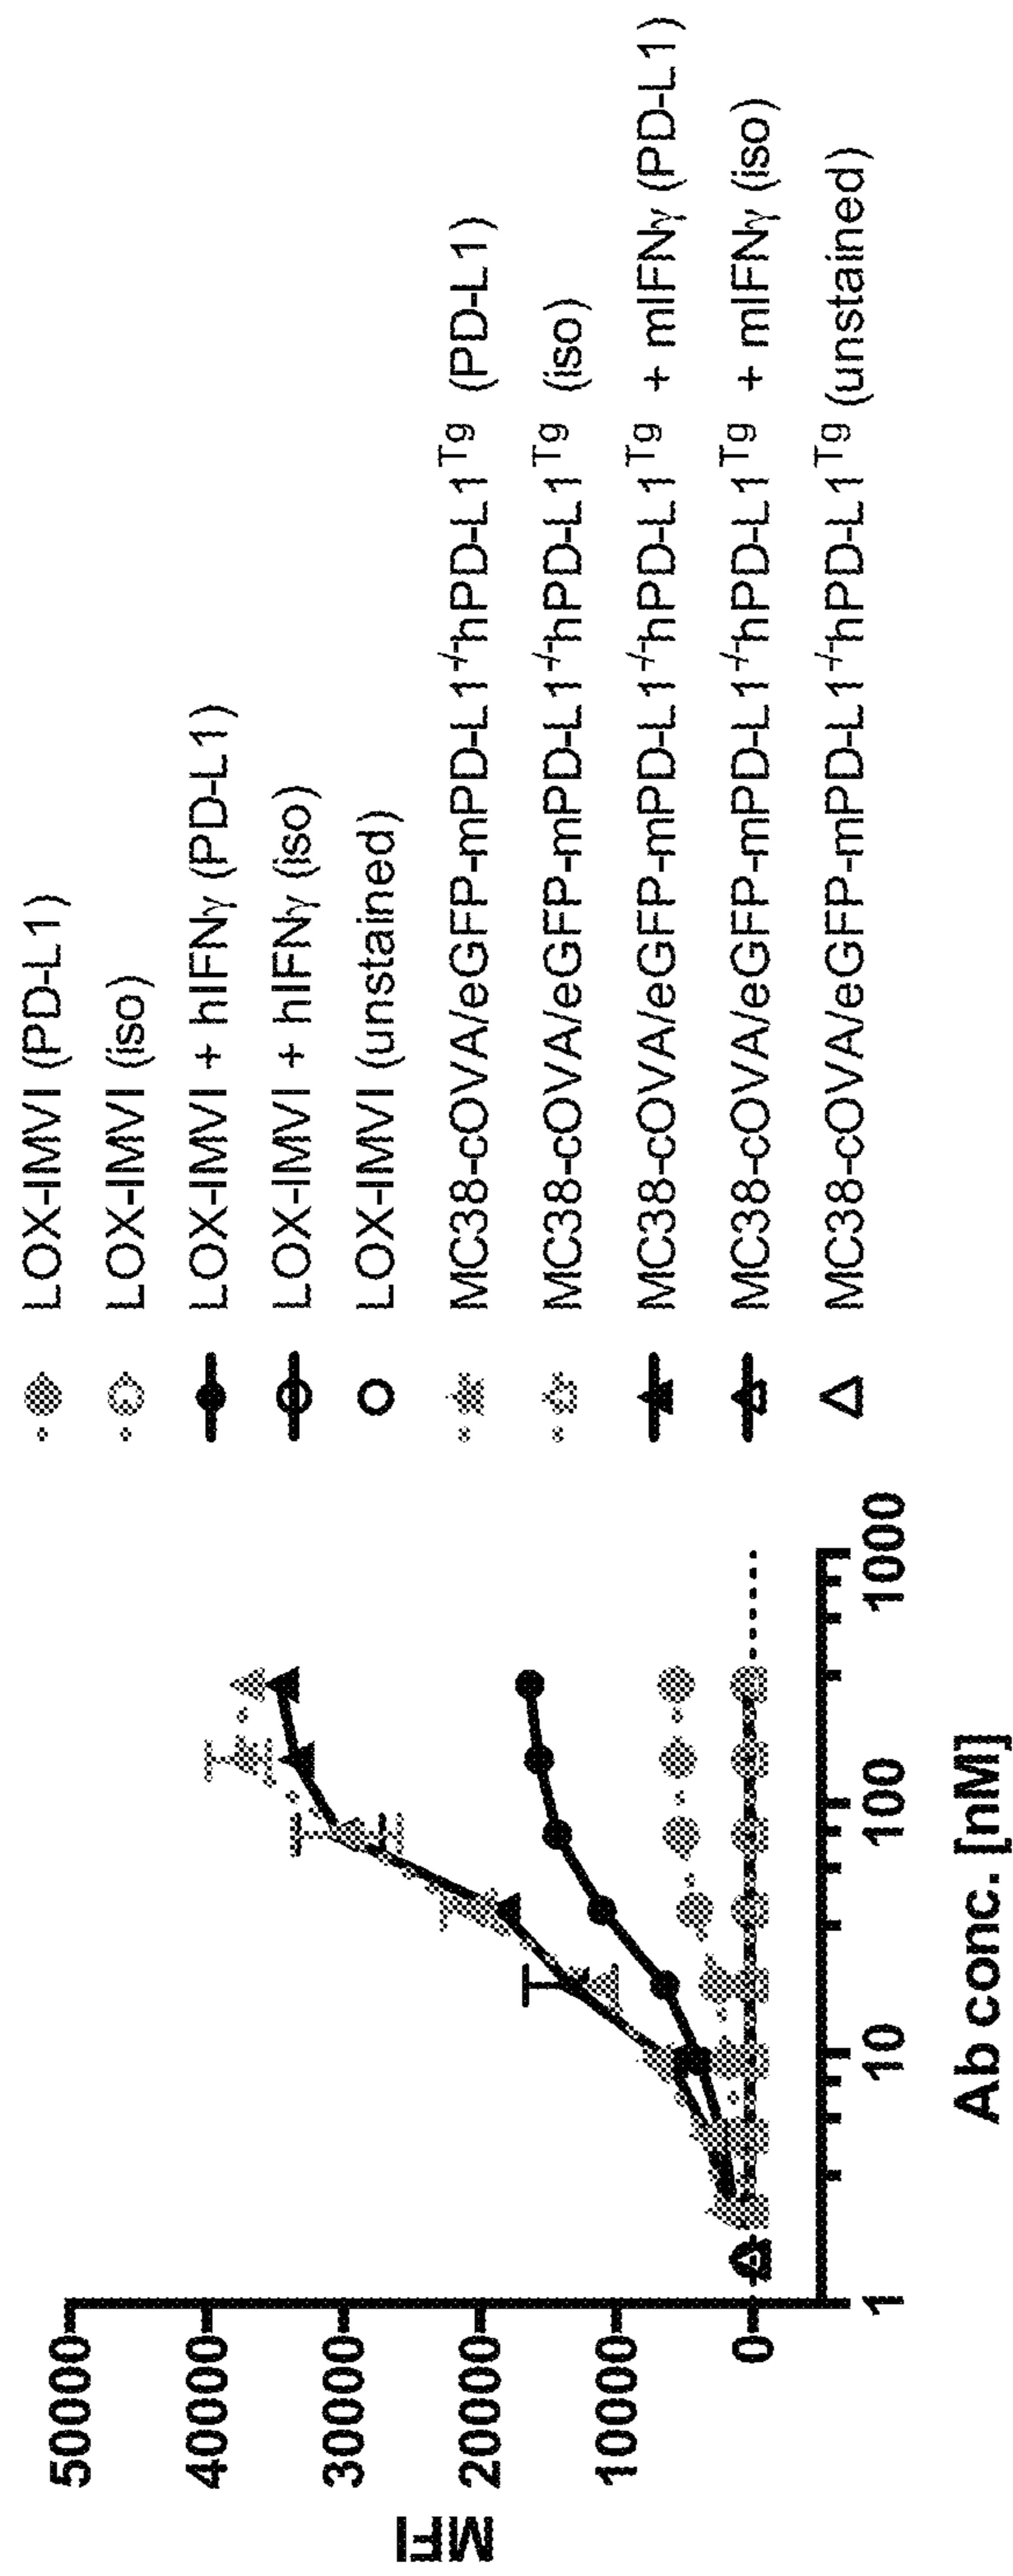 MFI
50000
40000
30000
20000
10000
0
1
10
100
1000
Ab conc. [nM]
LOX-IMVI (PD-L1)
LOX-IMVI (iso)
LOX-IMVI + hIFNγ (PD-L1)
LOX-IMVI + hIFNγ (iso)
LOX-IMVI (unstained)
MC38-cOVA/eGFP-mPD-L1⁻/⁻hPD-L1ᵀᵍ (PD-L1)
MC38-cOVA/eGFP-mPD-L1⁻/⁻hPD-L1ᵀᵍ (iso)
MC38-cOVA/eGFP-mPD-L1⁻/⁻hPD-L1ᵀᵍ + mIFNγ (PD-L1)
MC38-cOVA/eGFP-mPD-L1⁻/⁻hPD-L1ᵀᵍ + mIFNγ (iso)
MC38-cOVA/eGFP-mPD-L1⁻/⁻hPD-L1ᵀᵍ (unstained)